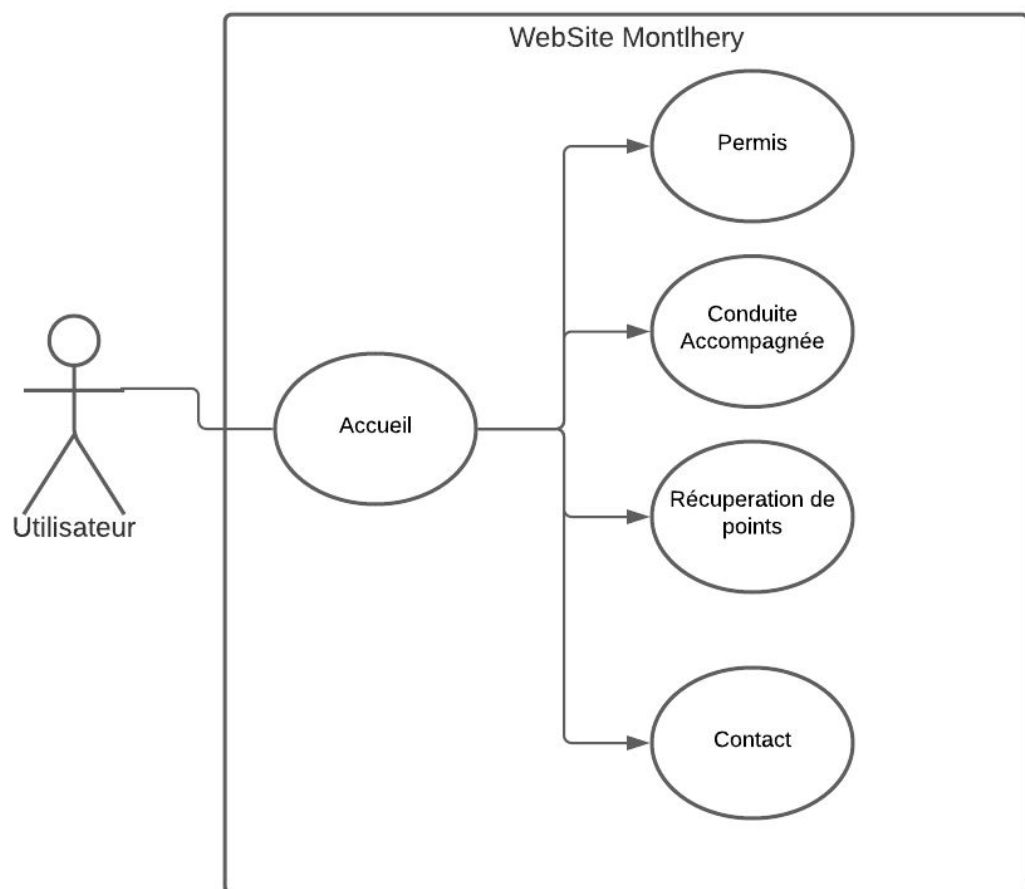 WebSite Montlhery
Permis
Conduite
Accompagnée
Accueil
Récuperation de
points
Utilisateur
Contact